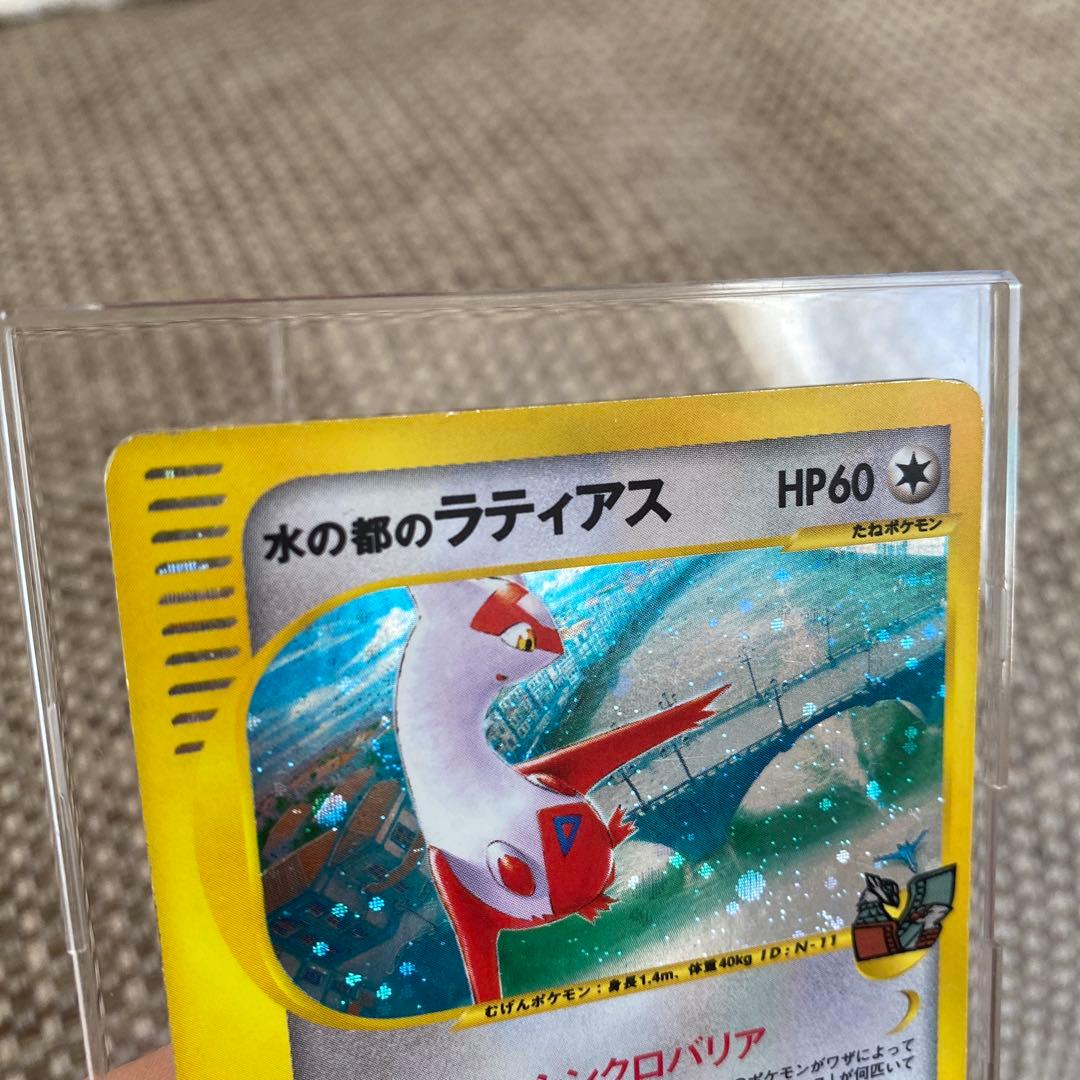 水の都のラティアス HP60
たねポケモン
むげんポケモン：身長1.4m、体重40kg ID：N-11
シンクロバリア
のポケモンがワザによって
が何匹いて